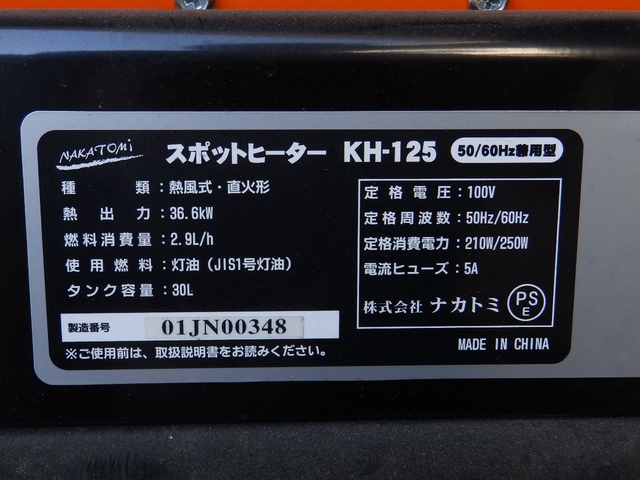 NAKATOMI スポットヒーター KH-125 50/60Hz兼用型
種類：熱風式・直火形
熱出力：36.6kW
燃料消費量：2.9L/h
使用燃料：灯油（JIS1号灯油）
タンク容量：30L
製造番号 01JN00348
※ご使用前は、取扱説明書をお読みください。
定格電圧：100V
定格周波数：50Hz/60Hz
定格消費電力：210W/250W
電流ヒューズ：5A
株式会社 ナカトミ PSE
MADE IN CHINA